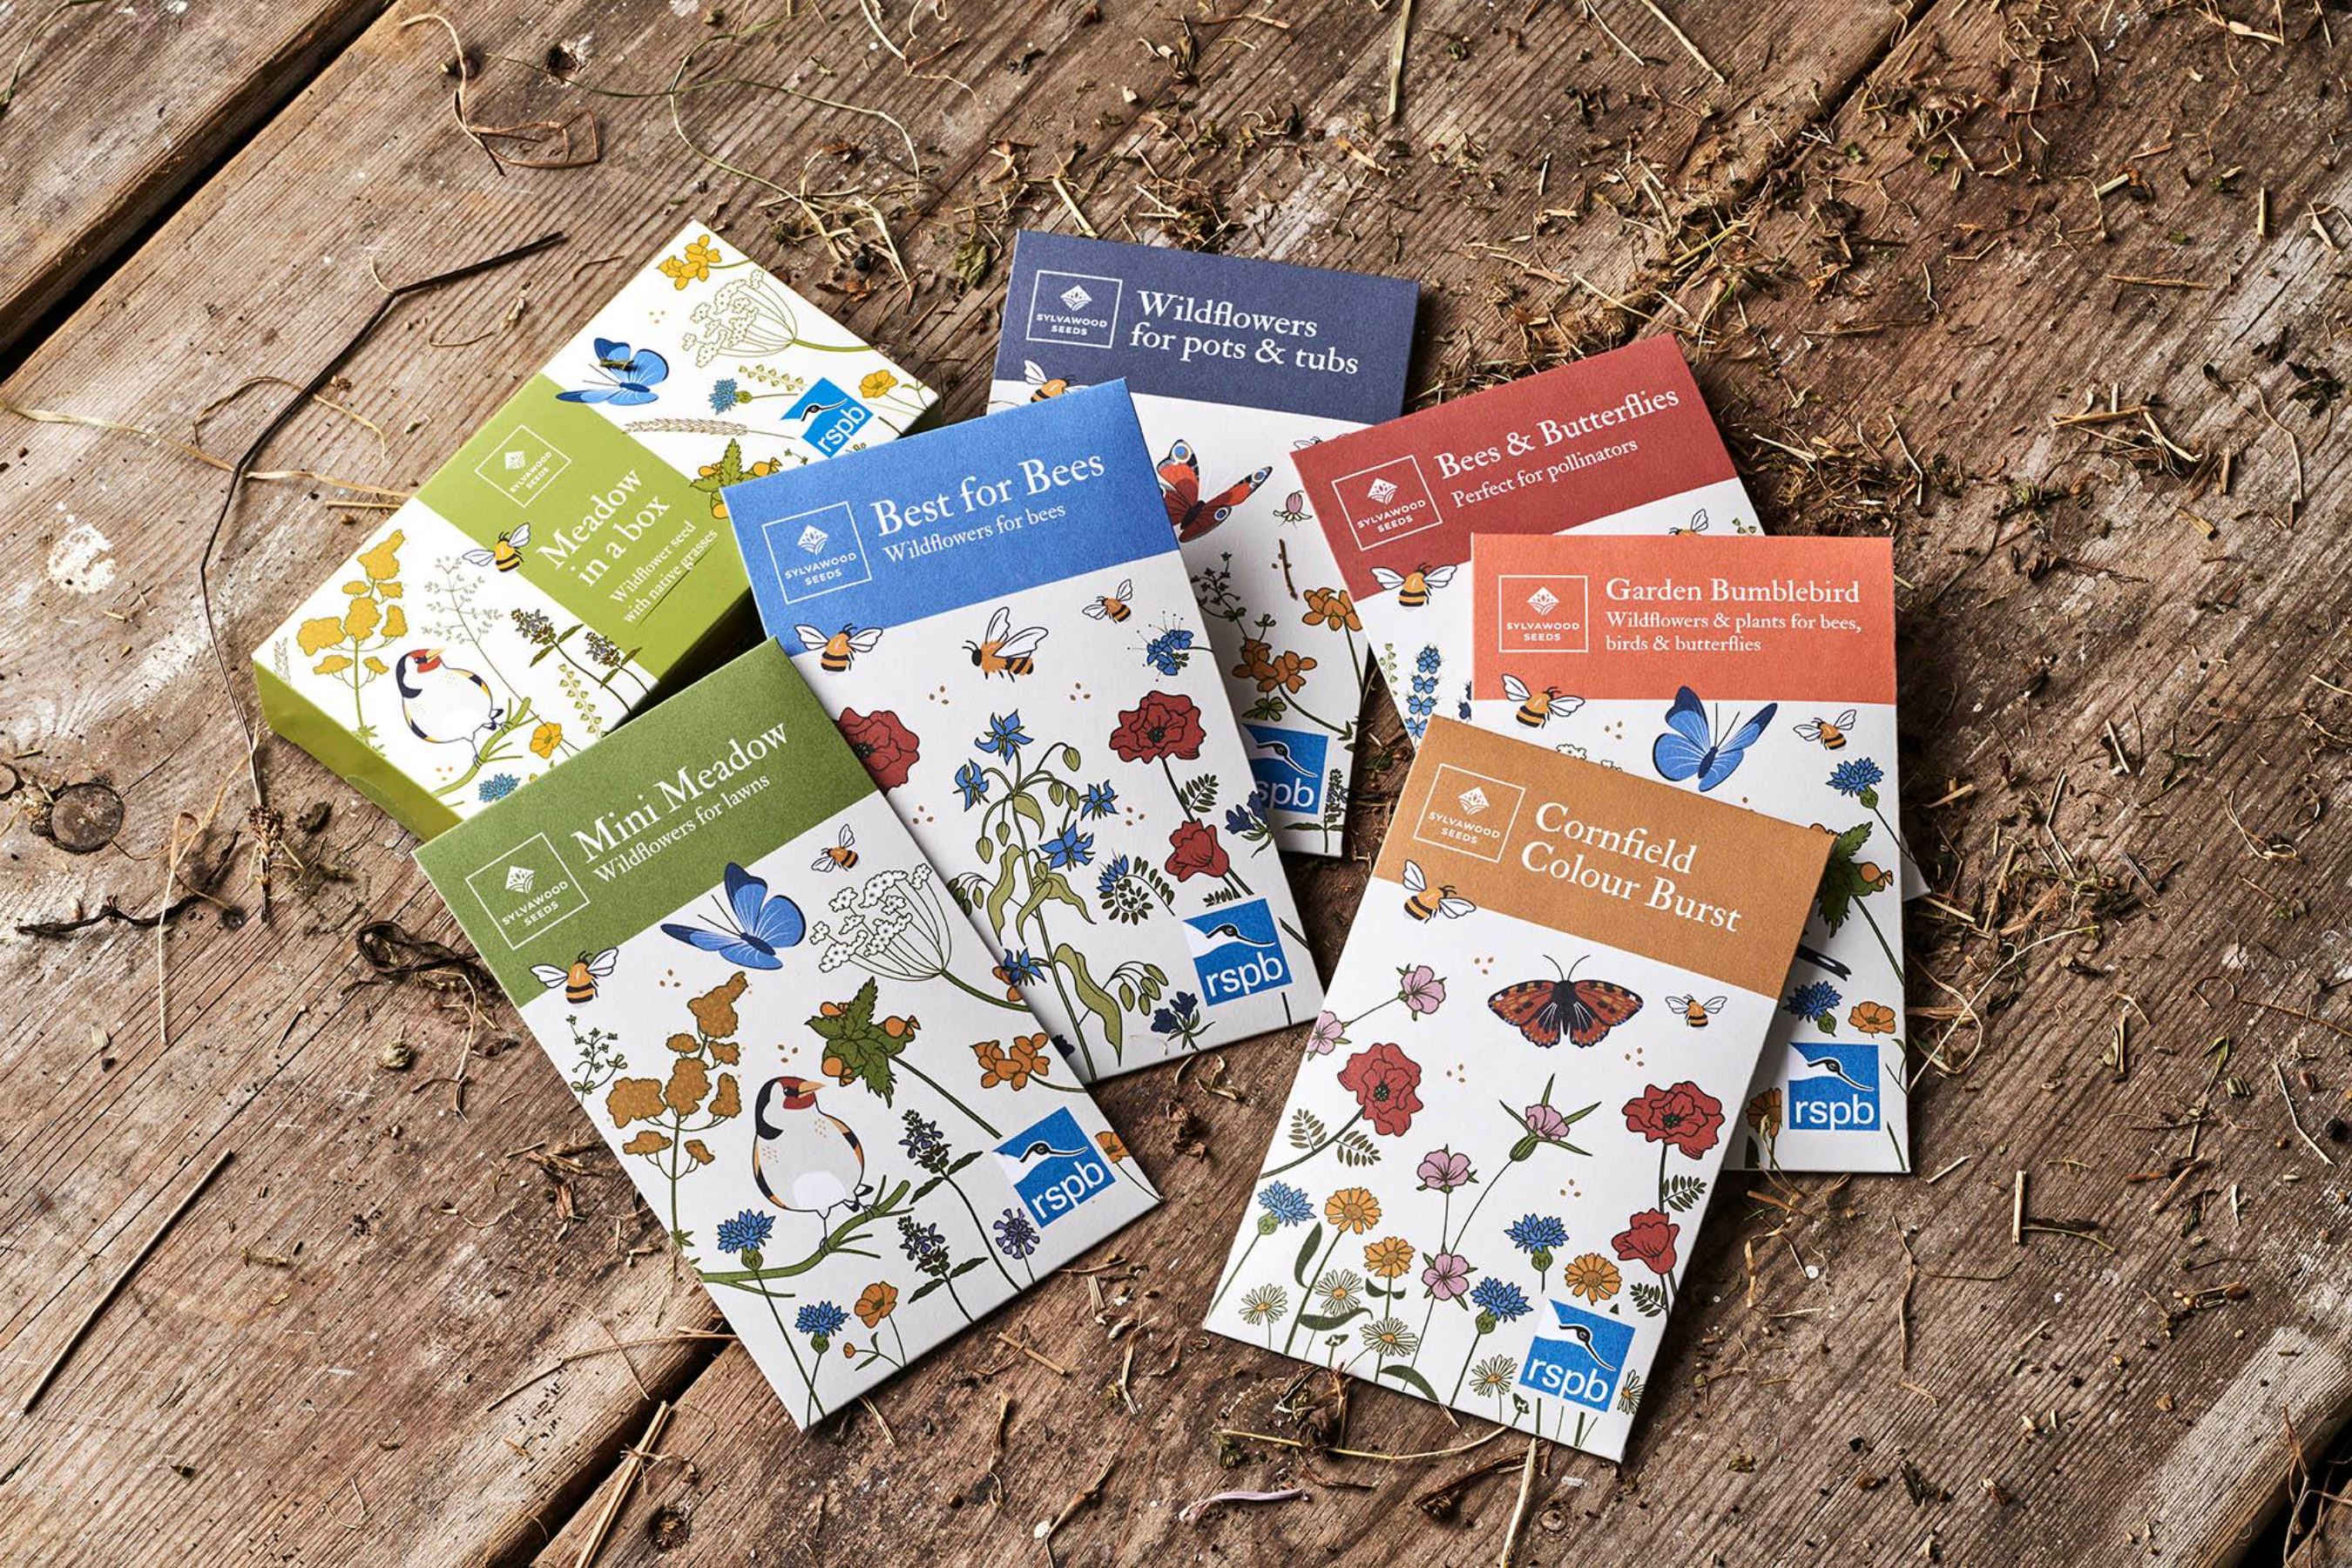 SYLVAWOOD
SEEDS
Meadow
in a box
Wildflower seed
with native grasses
rspb
SYLVAWOOD
SEEDS
Wildflowers
for pots & tubs
rspb
SYLVAWOOD
SEEDS
Best for Bees
Wildflowers for bees
rspb
SYLVAWOOD
SEEDS
Bees & Butterflies
Perfect for pollinators
SYLVAWOOD
SEEDS
Garden Bumblebird
Wildflowers & plants for bees,
birds & butterflies
rspb
SYLVAWOOD
SEEDS
Mini Meadow
Wildflowers for lawns
rspb
SYLVAWOOD
SEEDS
Cornfield
Colour Burst
rspb